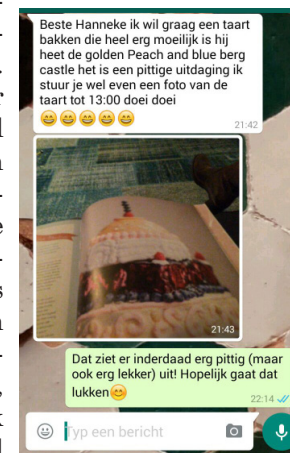 Beste Hanneke ik wil graag een taart
bakken die heel erg moeilijk is hij
heet de golden Peach and blue berg
castle het is een pittige uitdaging ik
stuur je wel even een foto van de
taart tot 13:00 doei doei
😄😄😄😄😄
21:42
21:43
Dat ziet er inderdaad erg pittig (maar
ook erg lekker) uit! Hopelijk gaat dat
lukken😊
22:14
Typ een bericht